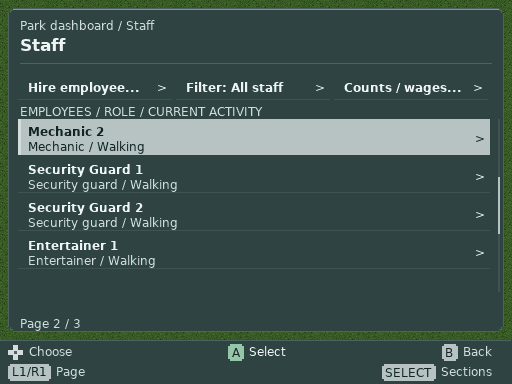 Park dashboard / Staff
Staff
Hire employee... >
Filter: All staff >
Counts / wages... >
EMPLOYEES / ROLE / CURRENT ACTIVITY
Mechanic 2
Mechanic / Walking
>
Security Guard 1
Security guard / Walking
>
Security Guard 2
Security guard / Walking
>
Entertainer 1
Entertainer / Walking
>
Page 2 / 3
Choose
A Select
B Back
L1/R1 Page
SELECT Sections